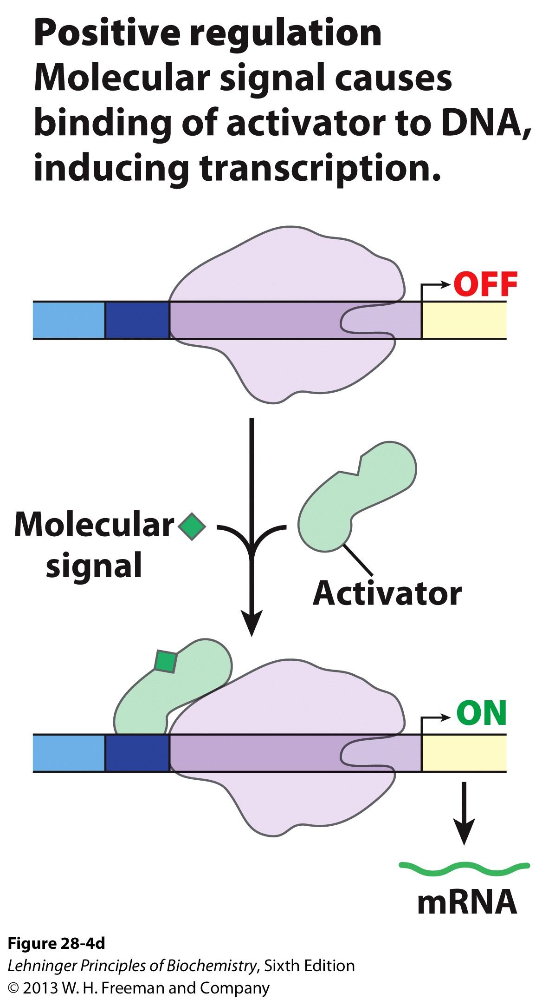 Positive regulation
Molecular signal causes
binding of activator to DNA,
inducing transcription.
OFF
Molecular
signal
Activator
ON
mRNA
Figure 28-4d
Lehninger Principles of Biochemistry, Sixth Edition
© 2013 W. H. Freeman and Company